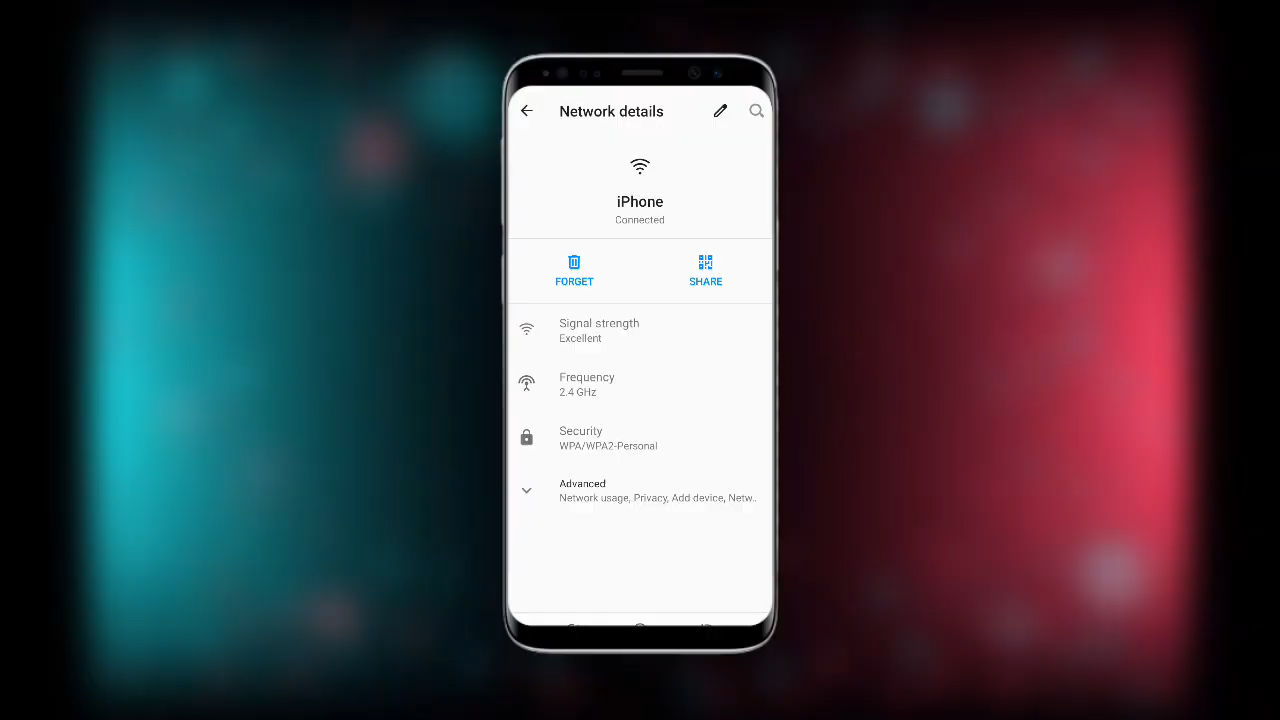 Network details
iPhone
Connected
FORGET
SHARE
Signal strength
Excellent
Frequency
2.4 GHz
Security
WPA/WPA2-Personal
Advanced
Network usage, Privacy, Add device, Netw..